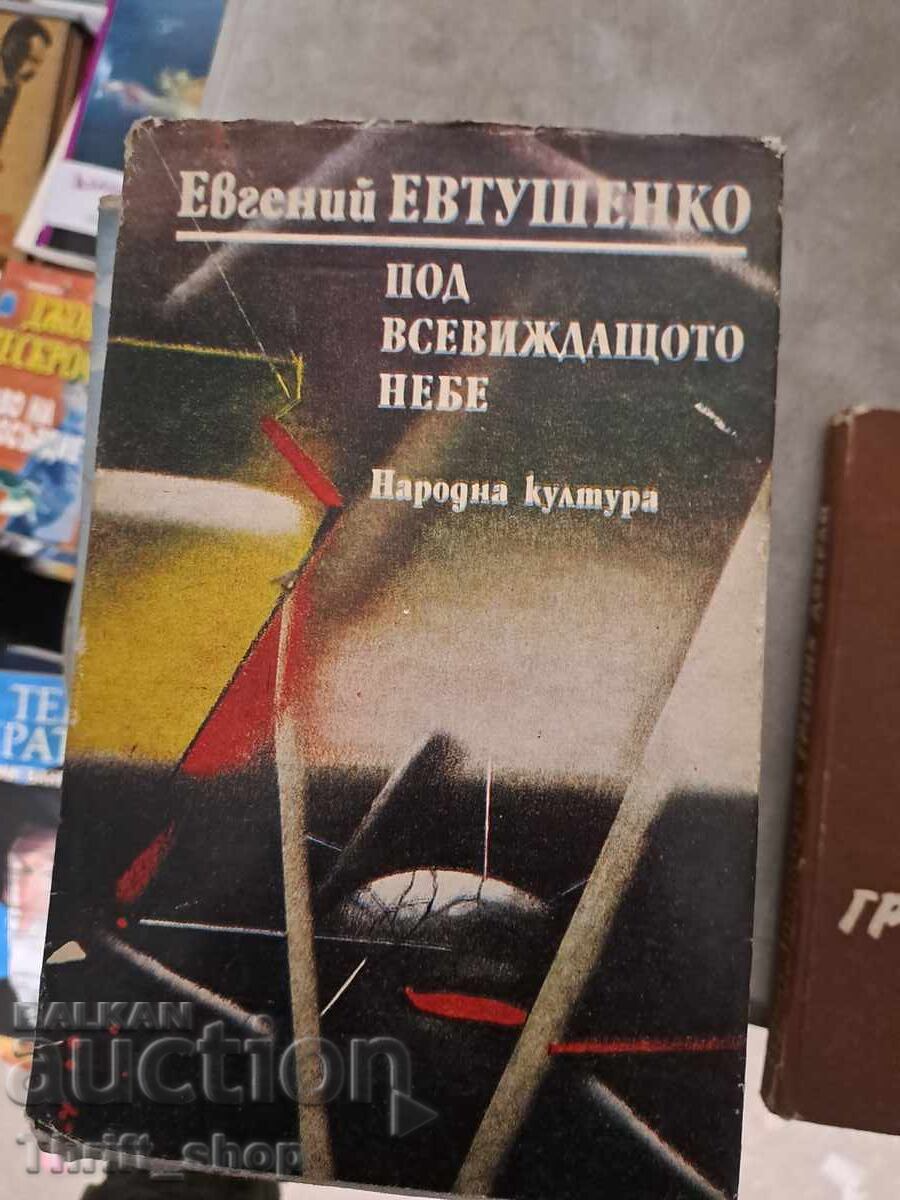 Евгений ЕВТУШЕНКО
ПОД
ВСЕВИЖДАЩОТО
НЕБЕ
Народна култура
BALKAN
auction
Thrift_shop